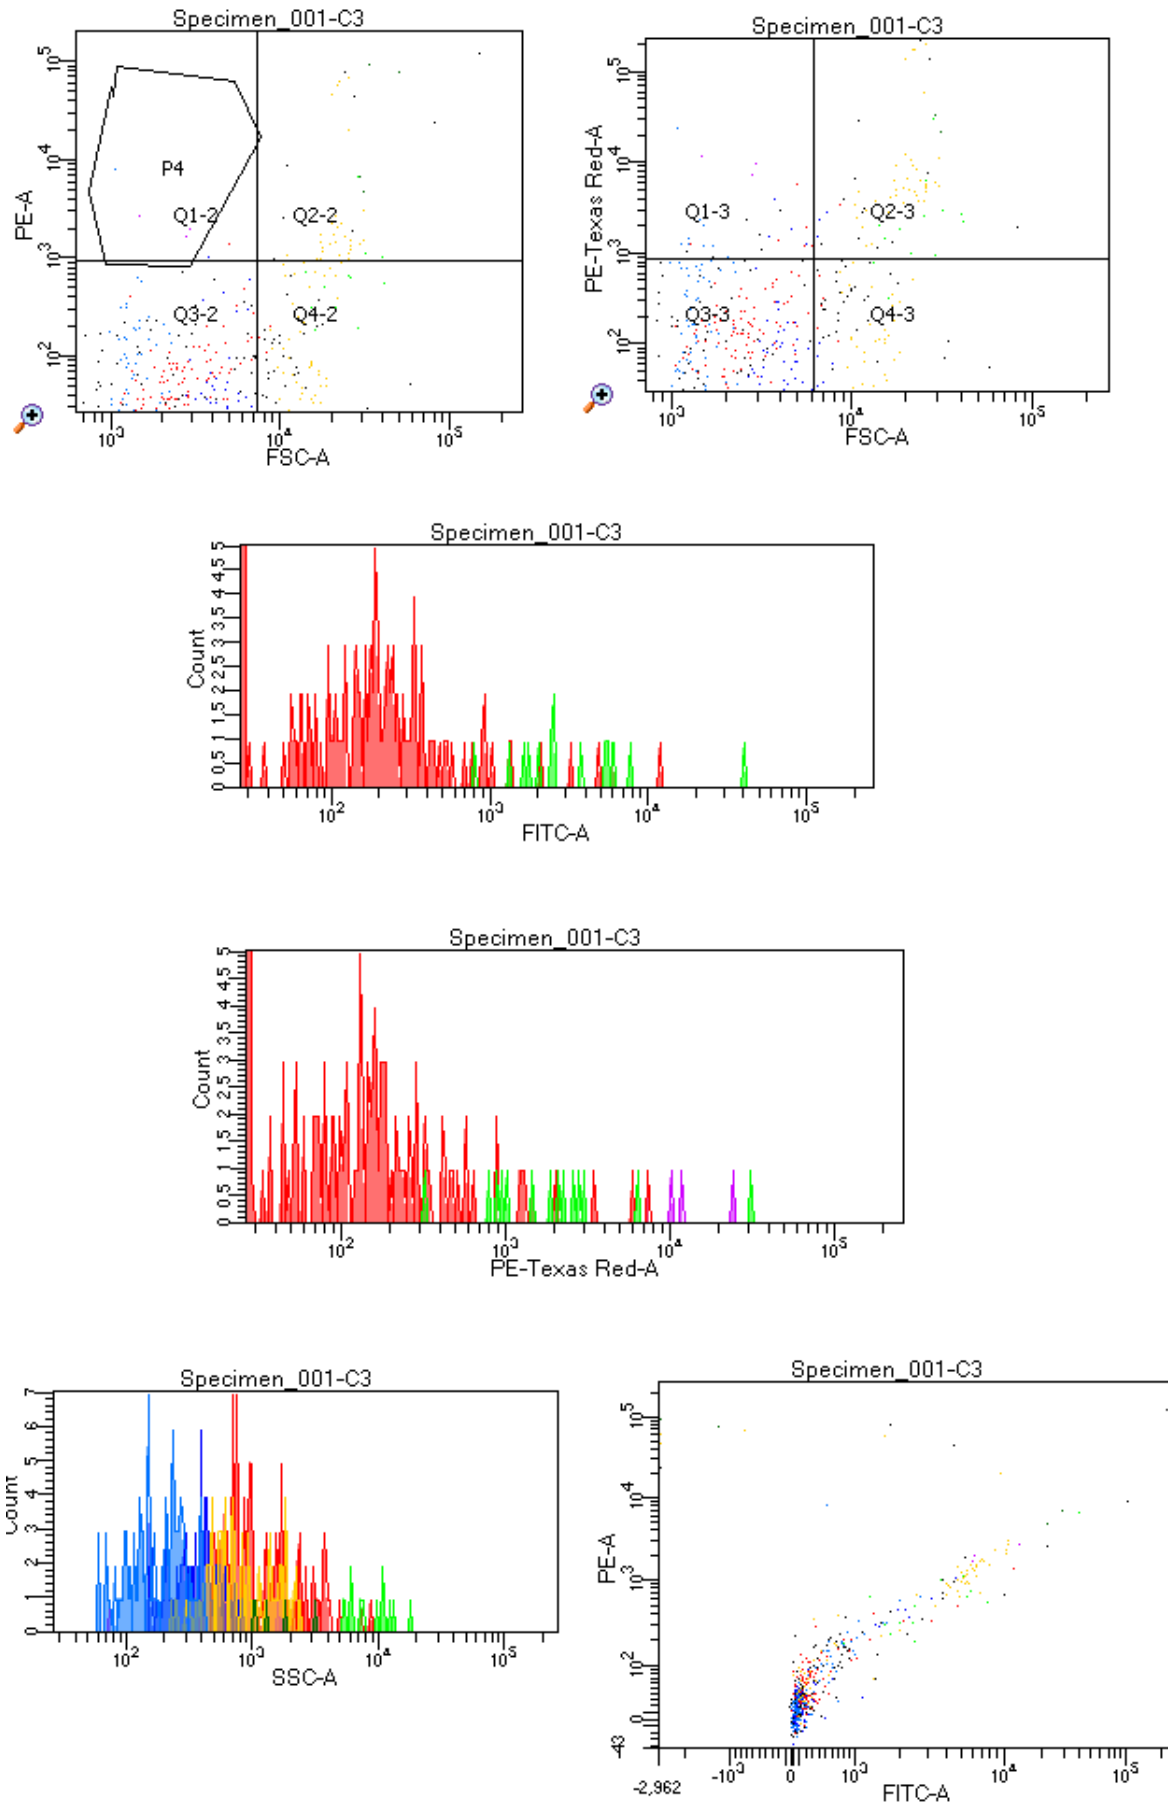 Specimen_001-C3
PE-A
10^5
10^4
10^3
10^2
P4
Q1-2
Q2-2
Q3-2
Q4-2
10^3
10^4
10^5
FSC-A
Specimen_001-C3
PE-Texas Red-A
10^5
10^4
10^3
10^2
Q1-3
Q2-3
Q3-3
Q4-3
10^3
10^4
10^5
FSC-A
Specimen_001-C3
Count
5
4,5
4
3,5
3
2,5
2
1,5
1
0,5
0
10^2
10^3
10^4
10^5
FITC-A
Specimen_001-C3
Count
5
4,5
4
3,5
3
2,5
2
1,5
1
0,5
0
10^2
10^3
10^4
10^5
PE-Texas Red-A
Specimen_001-C3
Count
7
6
5
4
3
2
1
0
10^2
10^3
10^4
10^5
SSC-A
Specimen_001-C3
PE-A
10^5
10^4
10^3
10^2
0
-43
-2,962
-10^3
0
10^3
10^4
10^5
FITC-A